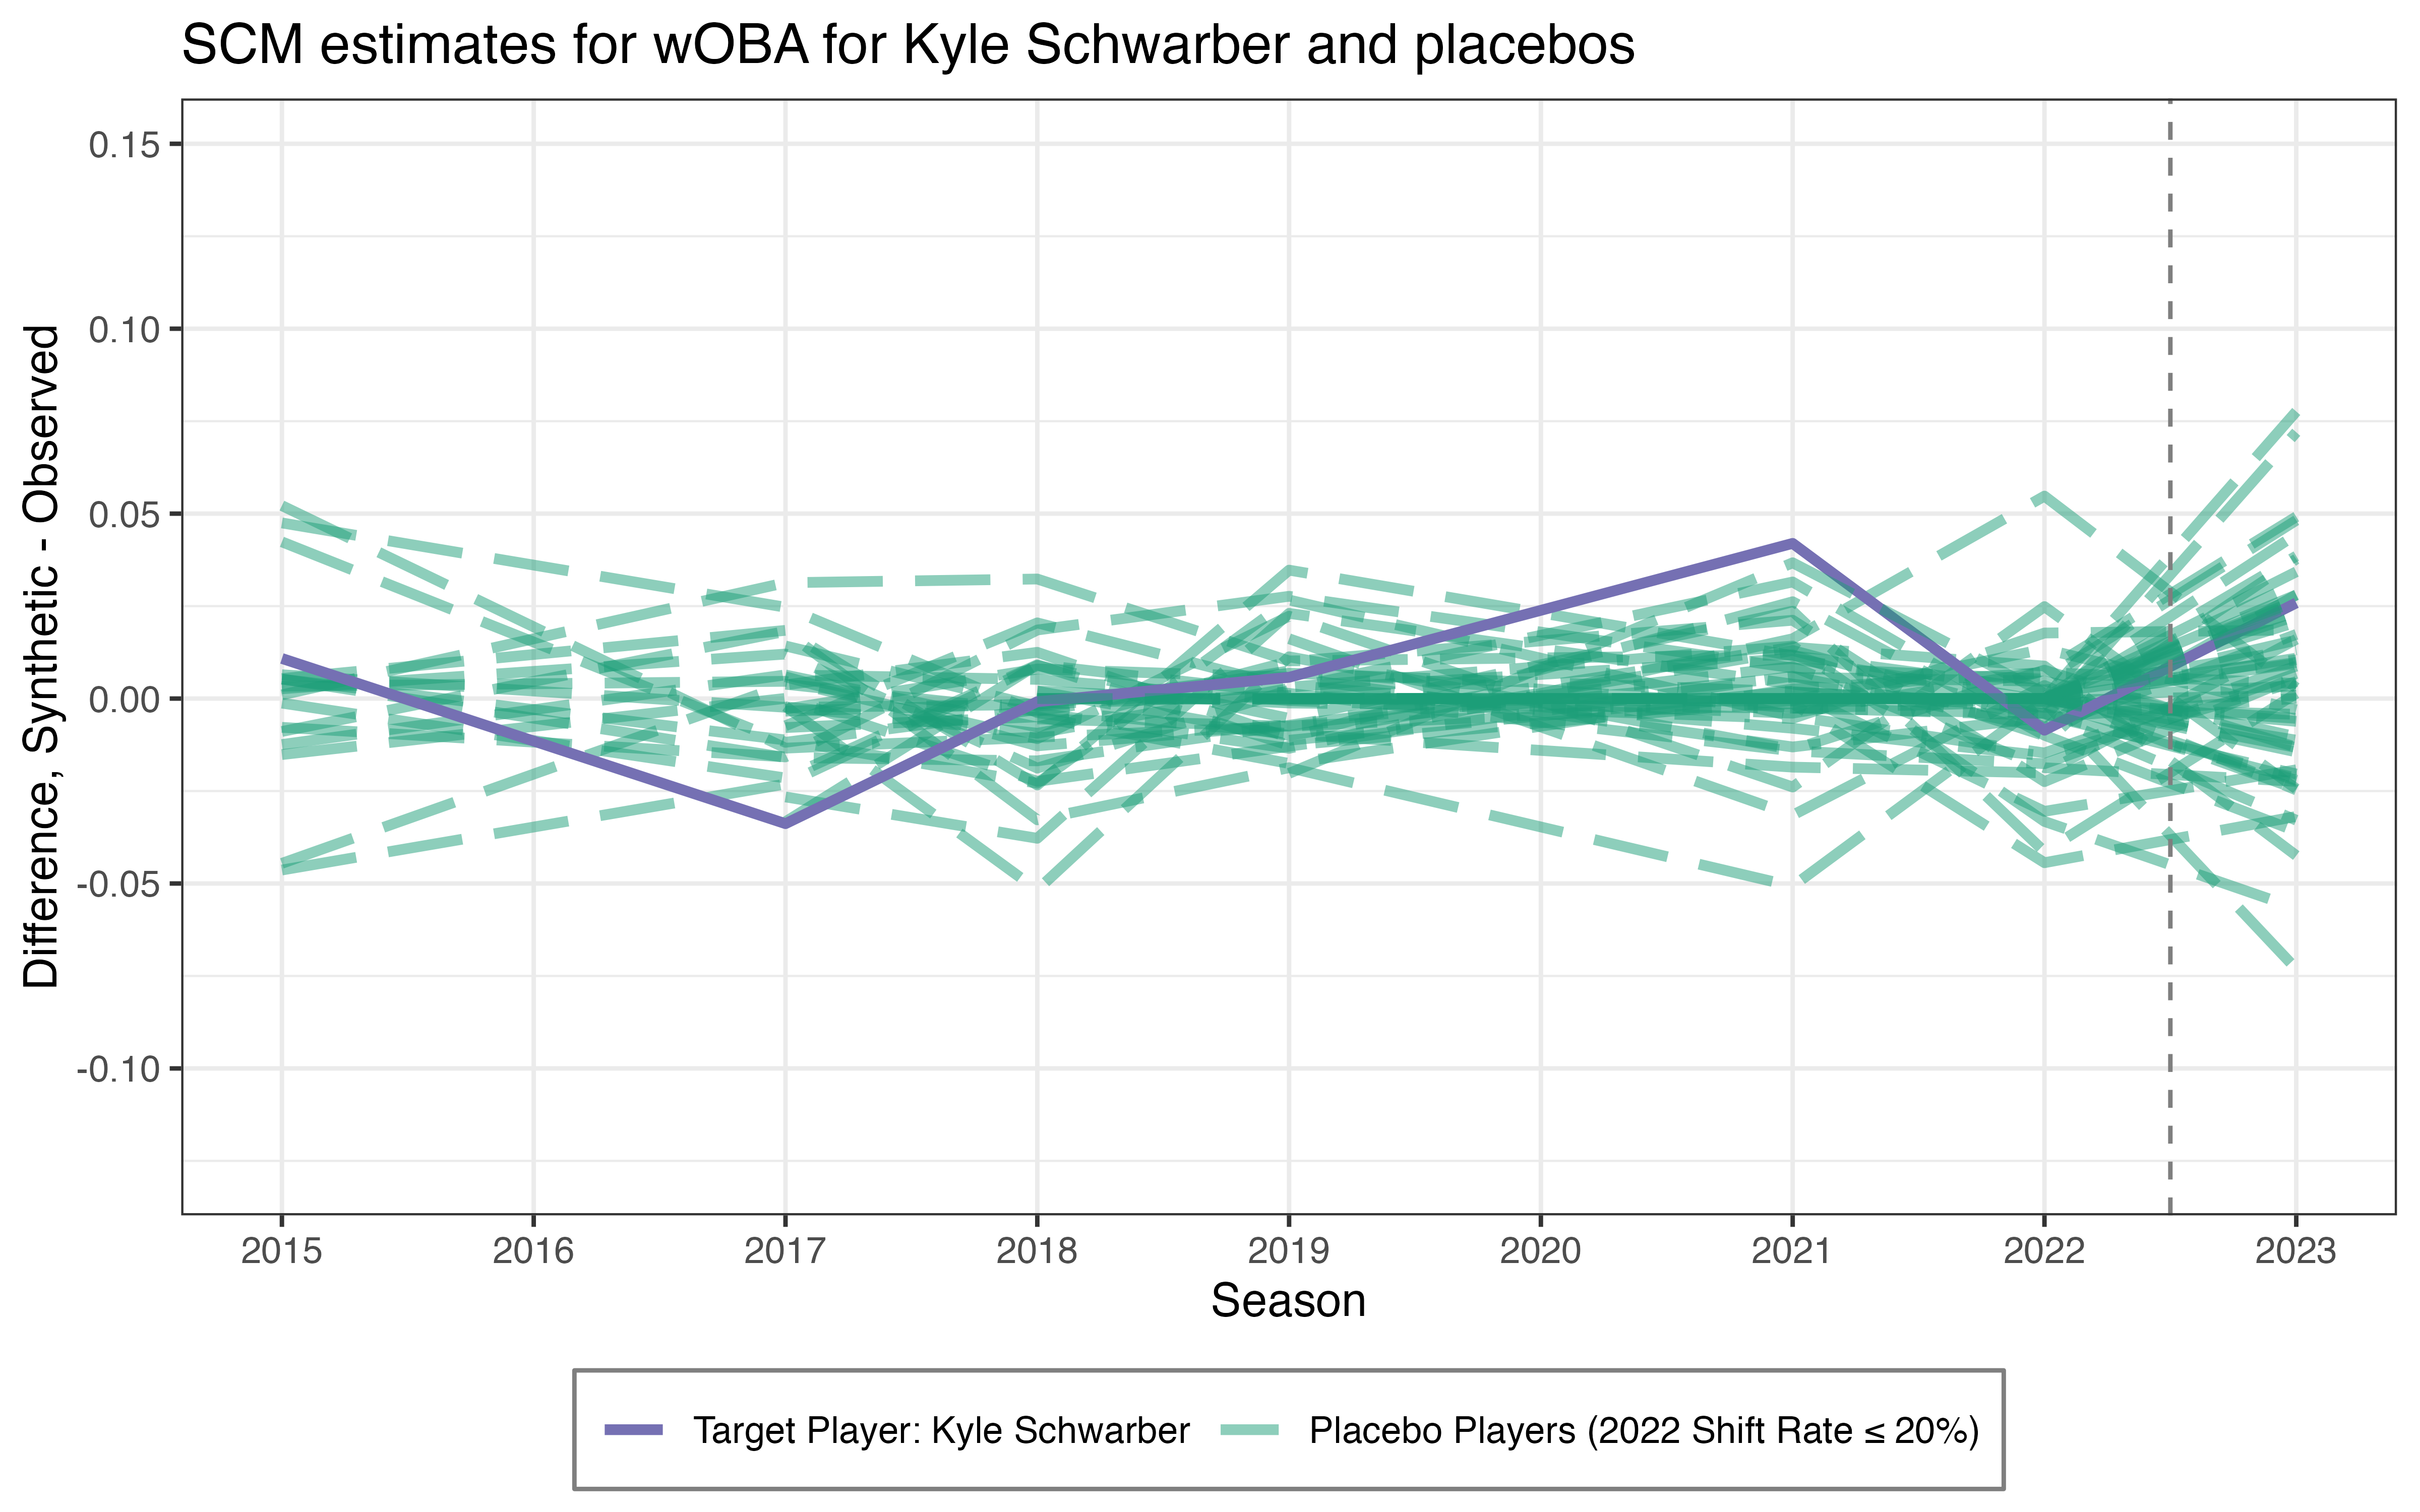 SCM estimates for wOBA for Kyle Schwarber and placebos
Difference, Synthetic - Observed
0.15
0.10
0.05
0.00
-0.05
-0.10
2015 2016 2017 2018 2019 2020 2021 2022 2023
Season
Target Player: Kyle Schwarber Placebo Players (2022 Shift Rate ≤ 20%)